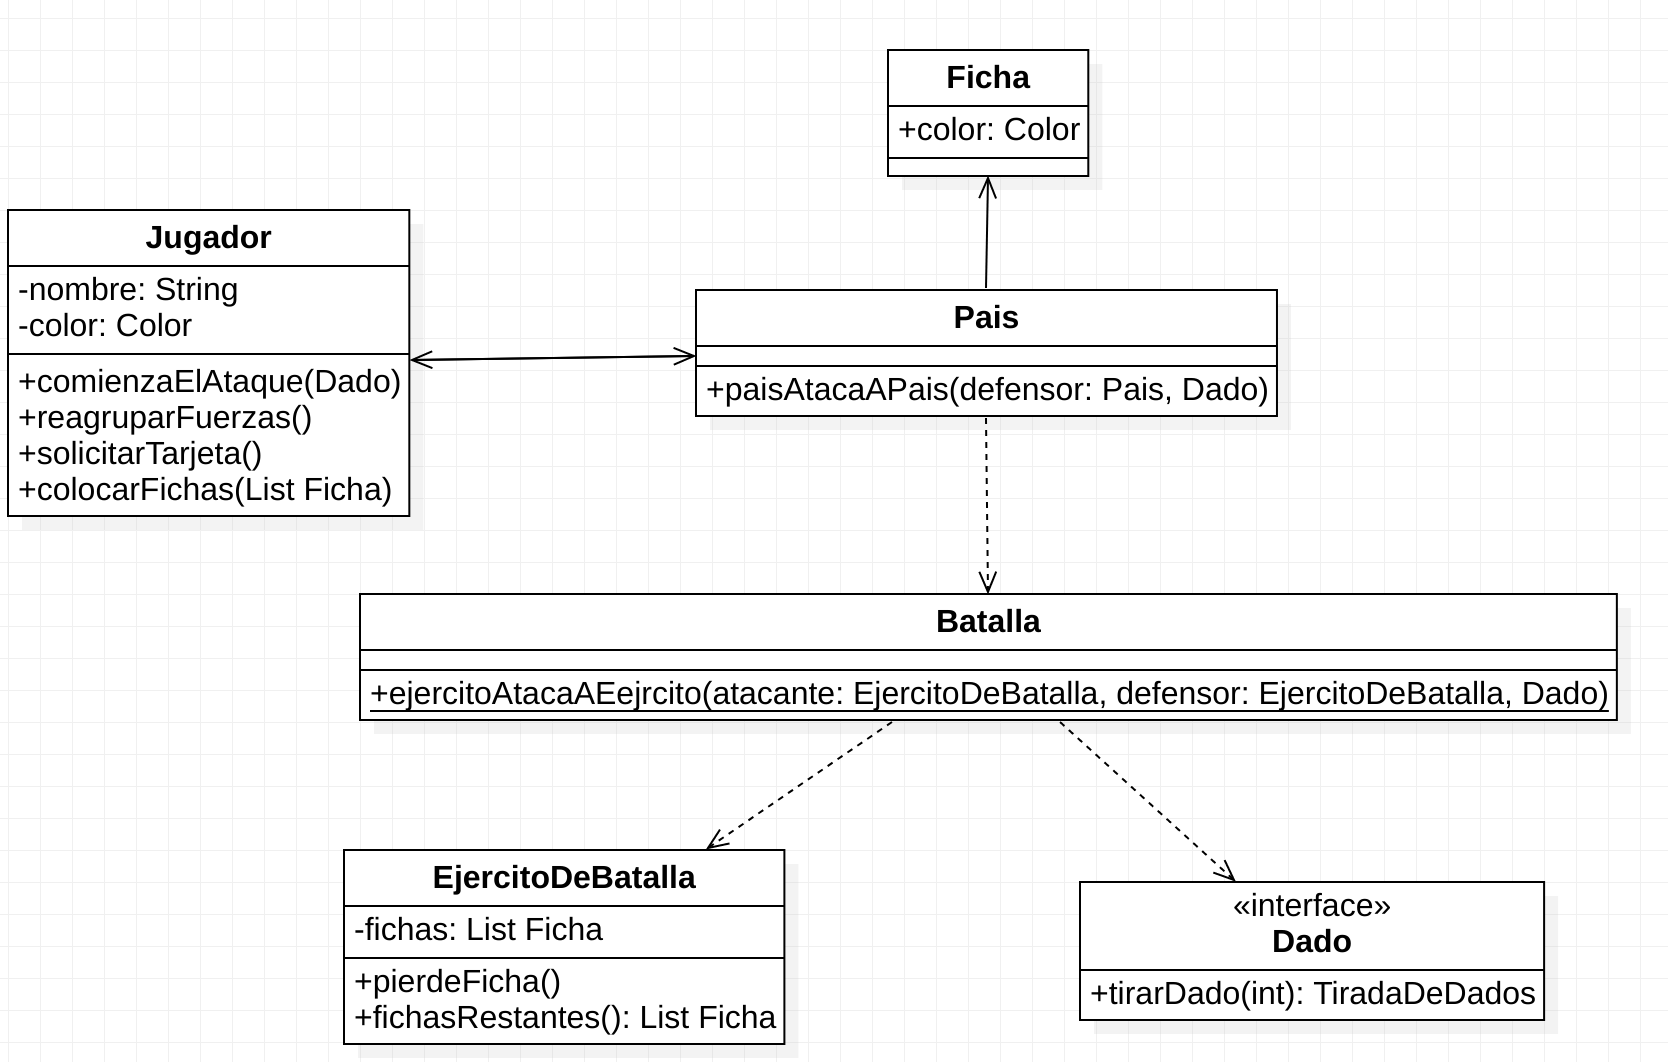 Ficha
+color: Color
Jugador
-nombre: String
-color: Color
+comienzaElAtaque(Dado)
+reagruparFuerzas()
+solicitarTarjeta()
+colocarFichas(List Ficha)
Pais
+paisAtacaAPais(defensor: Pais, Dado)
Batalla
+ejercitoAtacaAEejrcito(atacante: EjercitoDeBatalla, defensor: EjercitoDeBatalla, Dado)
EjercitoDeBatalla
-fichas: List Ficha
+pierdeFicha()
+fichasRestantes(): List Ficha
«interface»
Dado
+tirarDado(int): TiradaDeDados